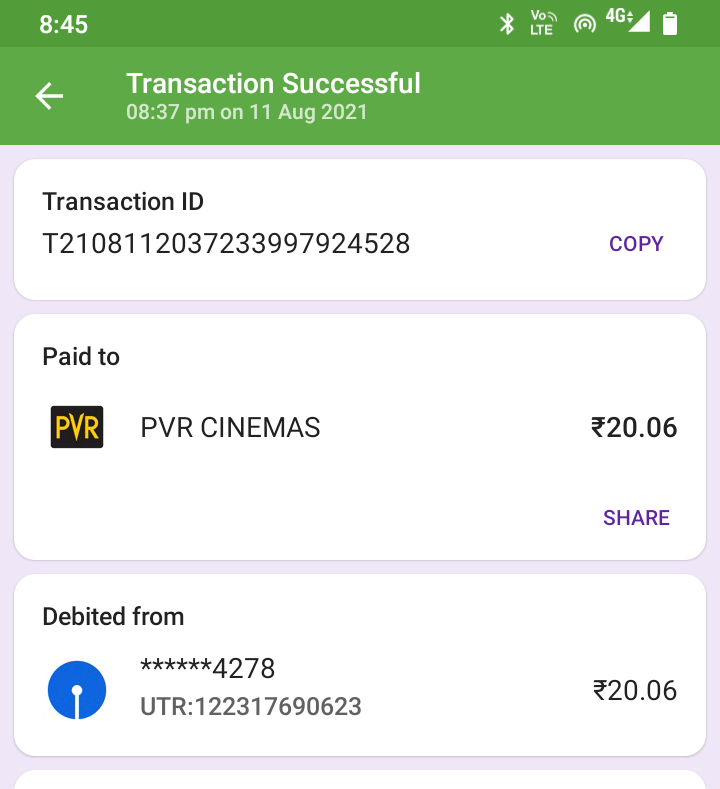 8:45
Vo LTE 4G
Transaction Successful
08:37 pm on 11 Aug 2021
Transaction ID
T2108112037233997924528 COPY
Paid to
PVR PVR CINEMAS ₹20.06
SHARE
Debited from
******4278
UTR:122317690623 ₹20.06